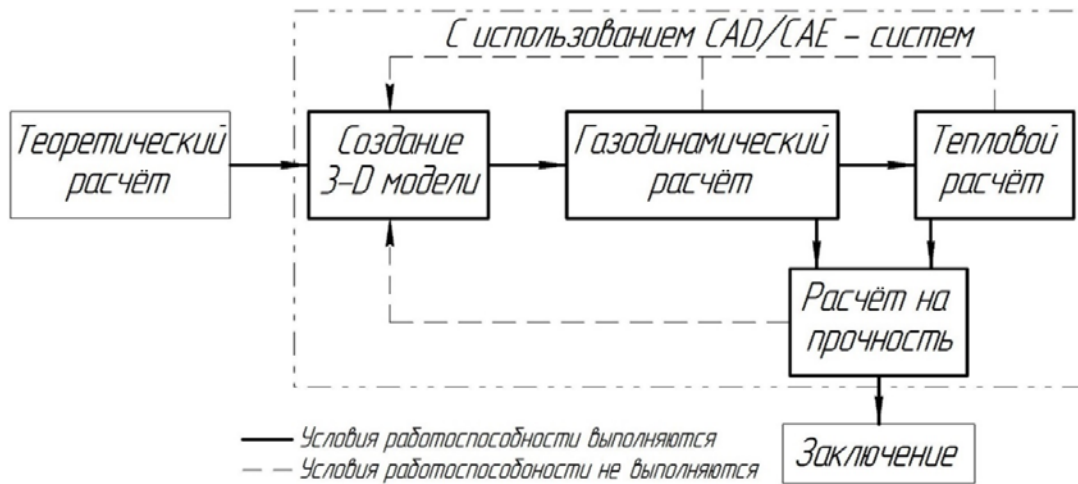 С использованием CAD/CAE – систем
Теоретический
расчёт
Создание
3-D модели
Газодинамический
расчёт
Тепловой
расчёт
Расчёт на
прочность
Условия работоспособности выполняются
Условия работоспособоности не выполняются
Заключение